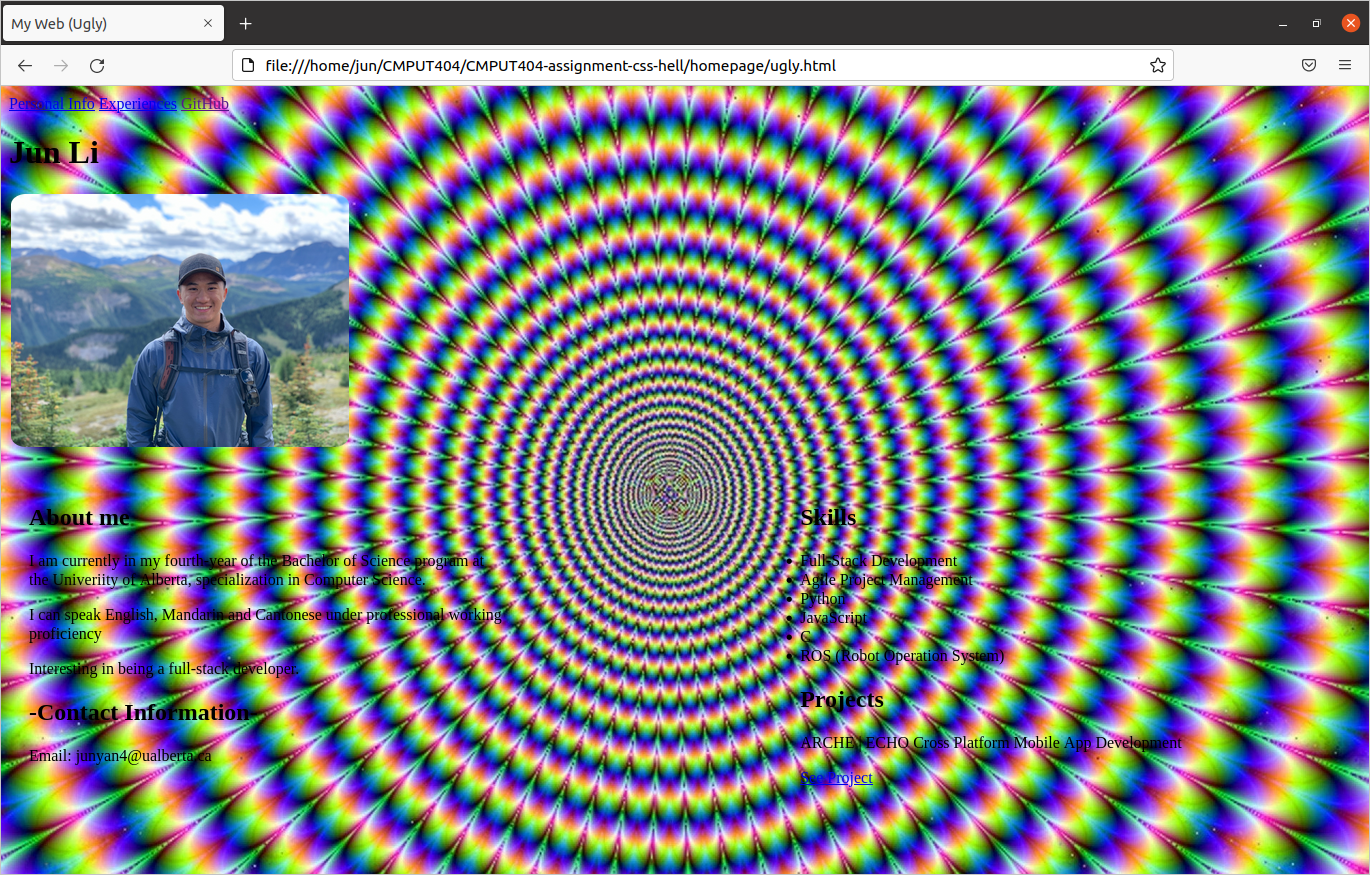 My Web (Ugly)
file:///home/jun/CMPUT404/CMPUT404-assignment-css-hell/homepage/ugly.html
Personal Info Experiences GitHub
Jun Li
About me
I am currently in my fourth-year of the Bachelor of Science program at
the Univeriity of Alberta, specialization in Computer Science.
I can speak English, Mandarin and Cantonese under professional working
proficiency
Interesting in being a full-stack developer.
-Contact Information
Email: junyan4@ualberta.ca
Skills
• Full-Stack Development
• Agile Project Management
• Python
• JavaScript
• C
• ROS (Robot Operation System)
Projects
ARCHE | ECHO Cross Platform Mobile App Development
See Project